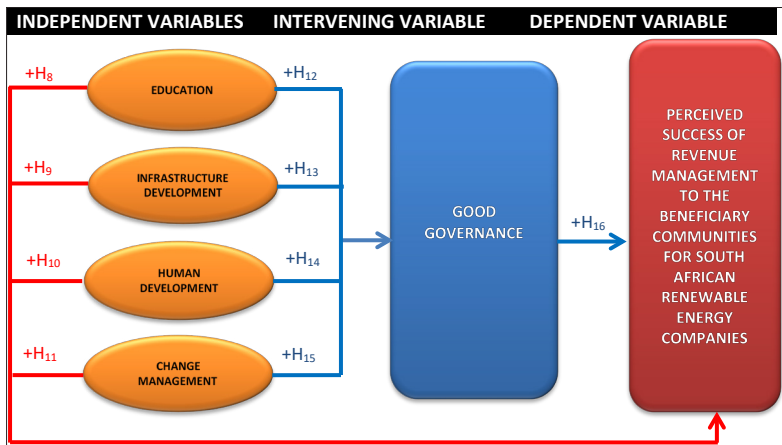 INDEPENDENT VARIABLES INTERVENING VARIABLE DEPENDENT VARIABLE
+H8
EDUCATION
+H12
+H9
INFRASTRUCTURE
DEVELOPMENT
+H13
+H10
HUMAN
DEVELOPMENT
+H14
+H11
CHANGE
MANAGEMENT
+H15
GOOD
GOVERNANCE
+H16
PERCEIVED
SUCCESS OF
REVENUE
MANAGEMENT
TO THE
BENEFICIARY
COMMUNITIES
FOR SOUTH
AFRICAN
RENEWABLE
ENERGY
COMPANIES